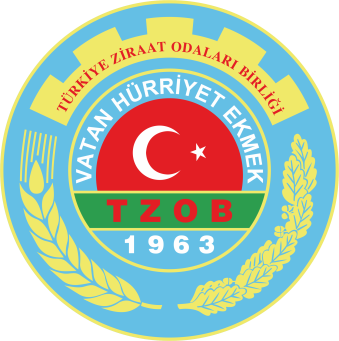 TÜRKİYE ZİRAAT ODALARI BİRLİĞİ
VATAN HÜRRİYET EKMEK
TZOB
1963